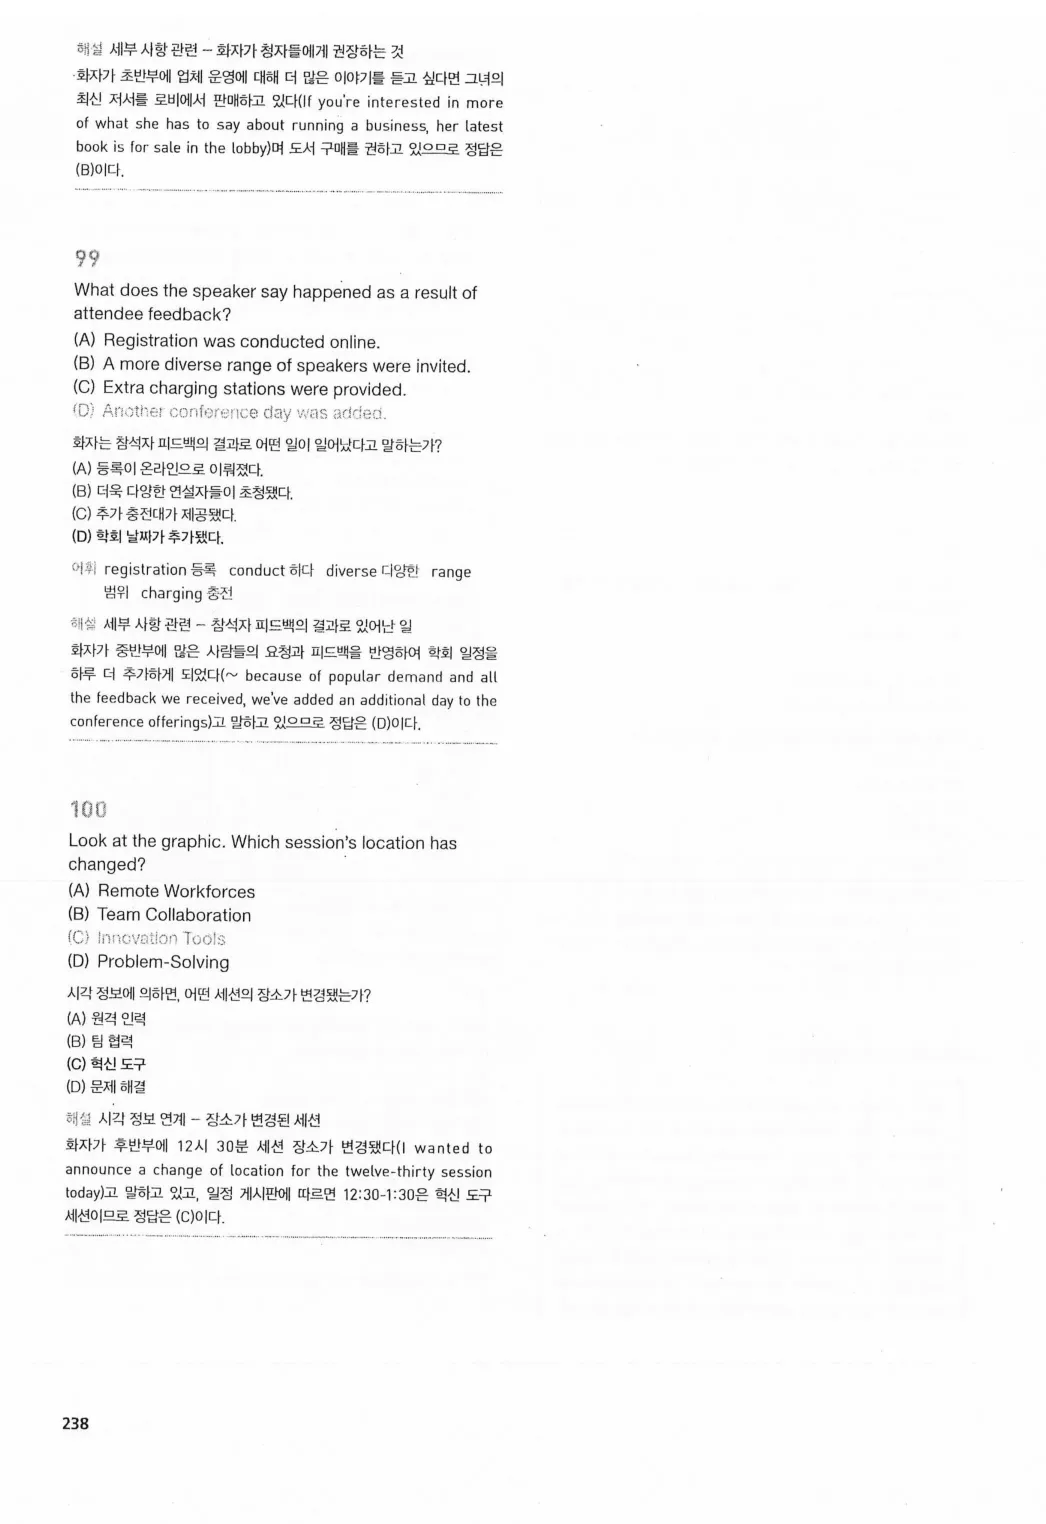 해설 세부 사항 관련 – 화자가 청자들에게 권장하는 것
화자가 초반부에 업체 운영에 대해 더 많은 이야기를 듣고 싶다면 그녀의
최신 저서를 로비에서 판매하고 있다(If you're interested in more
of what she has to say about running a business, her latest
book is for sale in the lobby)며 도서 구매를 권하고 있으므로 정답은
(B)이다.
99
What does the speaker say happened as a result of
attendee feedback?
(A) Registration was conducted online.
(B) A more diverse range of speakers were invited.
(C) Extra charging stations were provided.
(D) Another conference day was added.
화자는 참석자 피드백의 결과로 어떤 일이 일어났다고 말하는가?
(A) 등록이 온라인으로 이뤄졌다.
(B) 더욱 다양한 연설자들이 초청됐다.
(C) 추가 충전대가 제공됐다.
(D) 학회 날짜가 추가됐다.
어휘 registration 등록 conduct 하다 diverse 다양한 range
범위 charging 충전
해설 세부 사항 관련 – 참석자 피드백의 결과로 있어난 일
화자가 중반부에 많은 사람들의 요청과 피드백을 반영하여 학회 일정을
하루 더 추가하게 되었다(~ because of popular demand and all
the feedback we received, we've added an additional day to the
conference offerings)고 말하고 있으므로 정답은 (D)이다.
100
Look at the graphic. Which session's location has
changed?
(A) Remote Workforces
(B) Team Collaboration
(C) Innovation Tools
(D) Problem-Solving
시각 정보에 의하면, 어떤 세션의 장소가 변경됐는가?
(A) 원격 인력
(B) 팀 협력
(C) 혁신 도구
(D) 문제 해결
해설 시각 정보 연계 – 장소가 변경된 세션
화자가 후반부에 12시 30분 세션 장소가 변경됐다(I wanted to
announce a change of location for the twelve-thirty session
today)고 말하고 있고, 일정 게시판에 따르면 12:30-1:30은 혁신 도구
세션이므로 정답은 (C)이다.
238